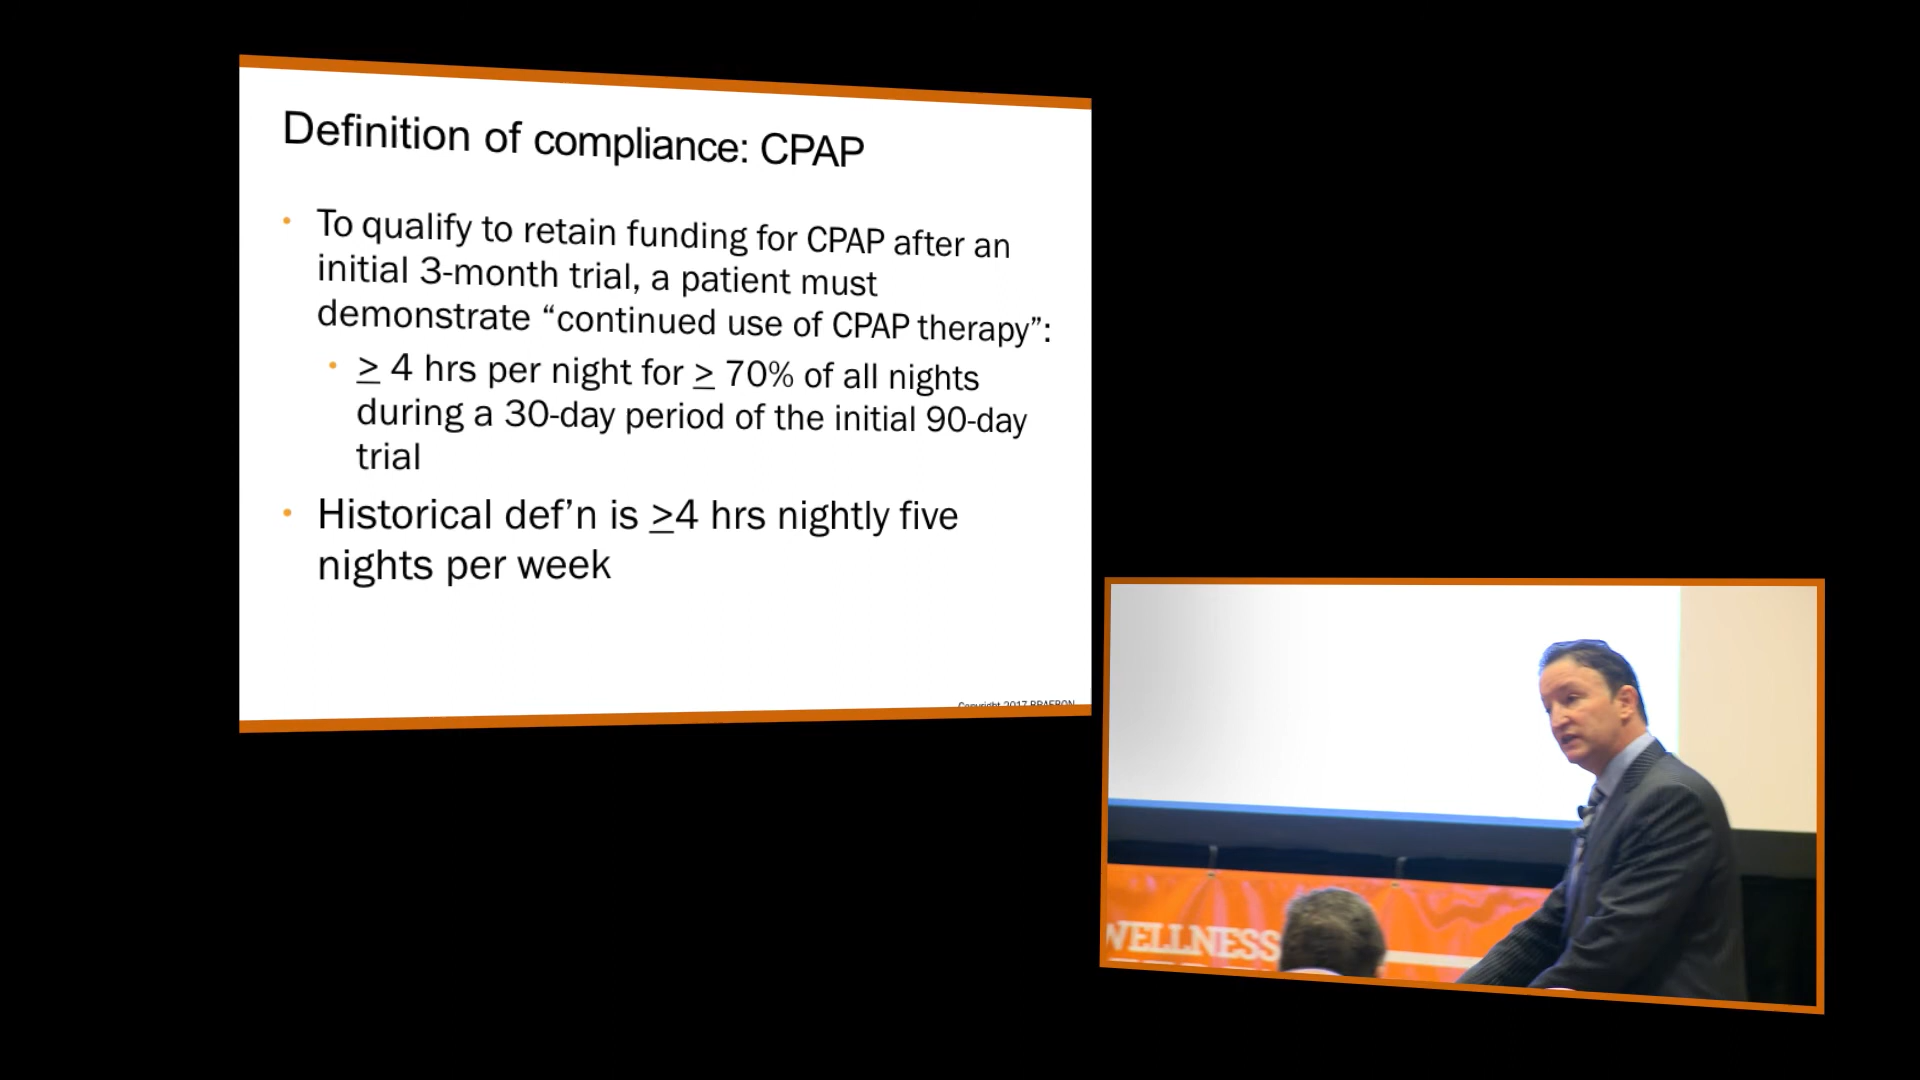 Definition of compliance: CPAP
• To qualify to retain funding for CPAP after an
initial 3-month trial, a patient must
demonstrate “continued use of CPAP therapy”:
• ≥ 4 hrs per night for ≥ 70% of all nights
during a 30-day period of the initial 90-day
trial
• Historical def’n is ≥4 hrs nightly five
nights per week
Copyright 2017 BRAEBON
WELLNESS